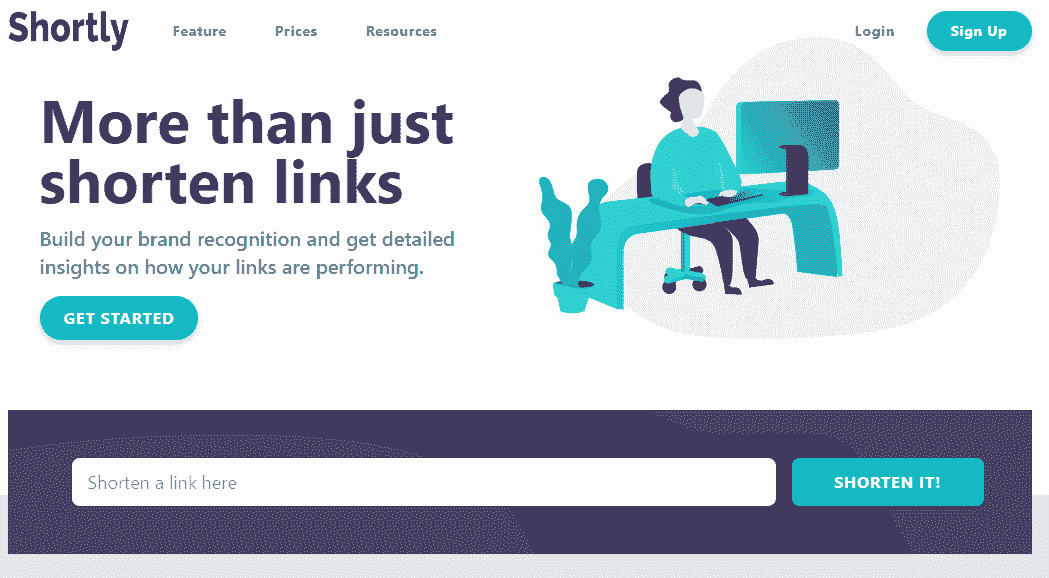 Shortly
Feature
Prices
Resources
Login
Sign Up
More than just
shorten links
Build your brand recognition and get detailed
insights on how your links are performing.
GET STARTED
Shorten a link here
SHORTEN IT!